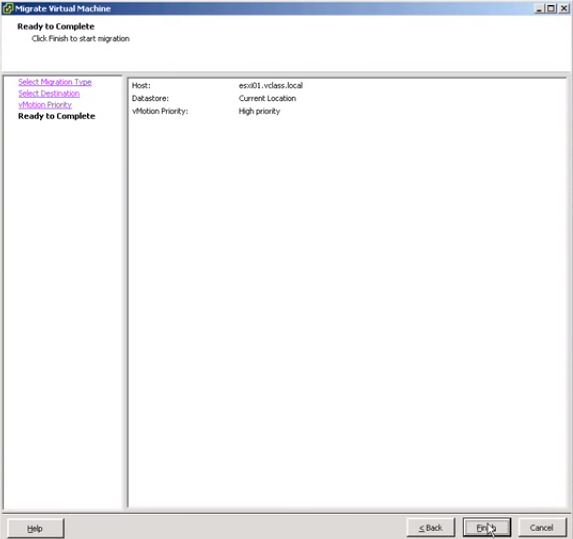 Migrate Virtual Machine
Ready to Complete
Click Finish to start migration
Select Migration Type
Select Destination
vMotion Priority
Ready to Complete
Host: esxi01.vclass.local
Datastore: Current Location
vMotion Priority: High priority
Help
< Back
Finish
Cancel